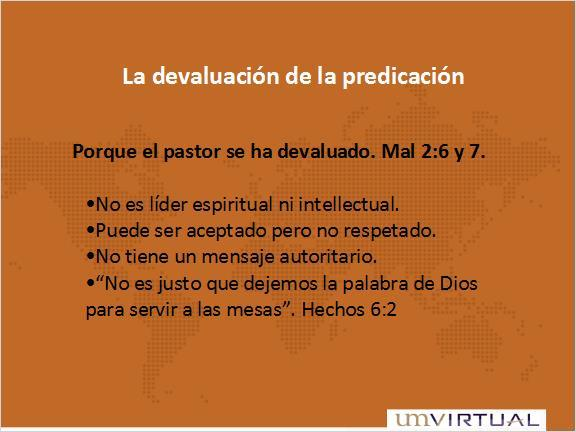 La devaluación de la predicación
Porque el pastor se ha devaluado. Mal 2:6 y 7.
•No es líder espiritual ni intellectual.
•Puede ser aceptado pero no respetado.
•No tiene un mensaje autoritario.
•“No es justo que dejemos la palabra de Dios
para servir a las mesas”. Hechos 6:2
umVIRTUAL